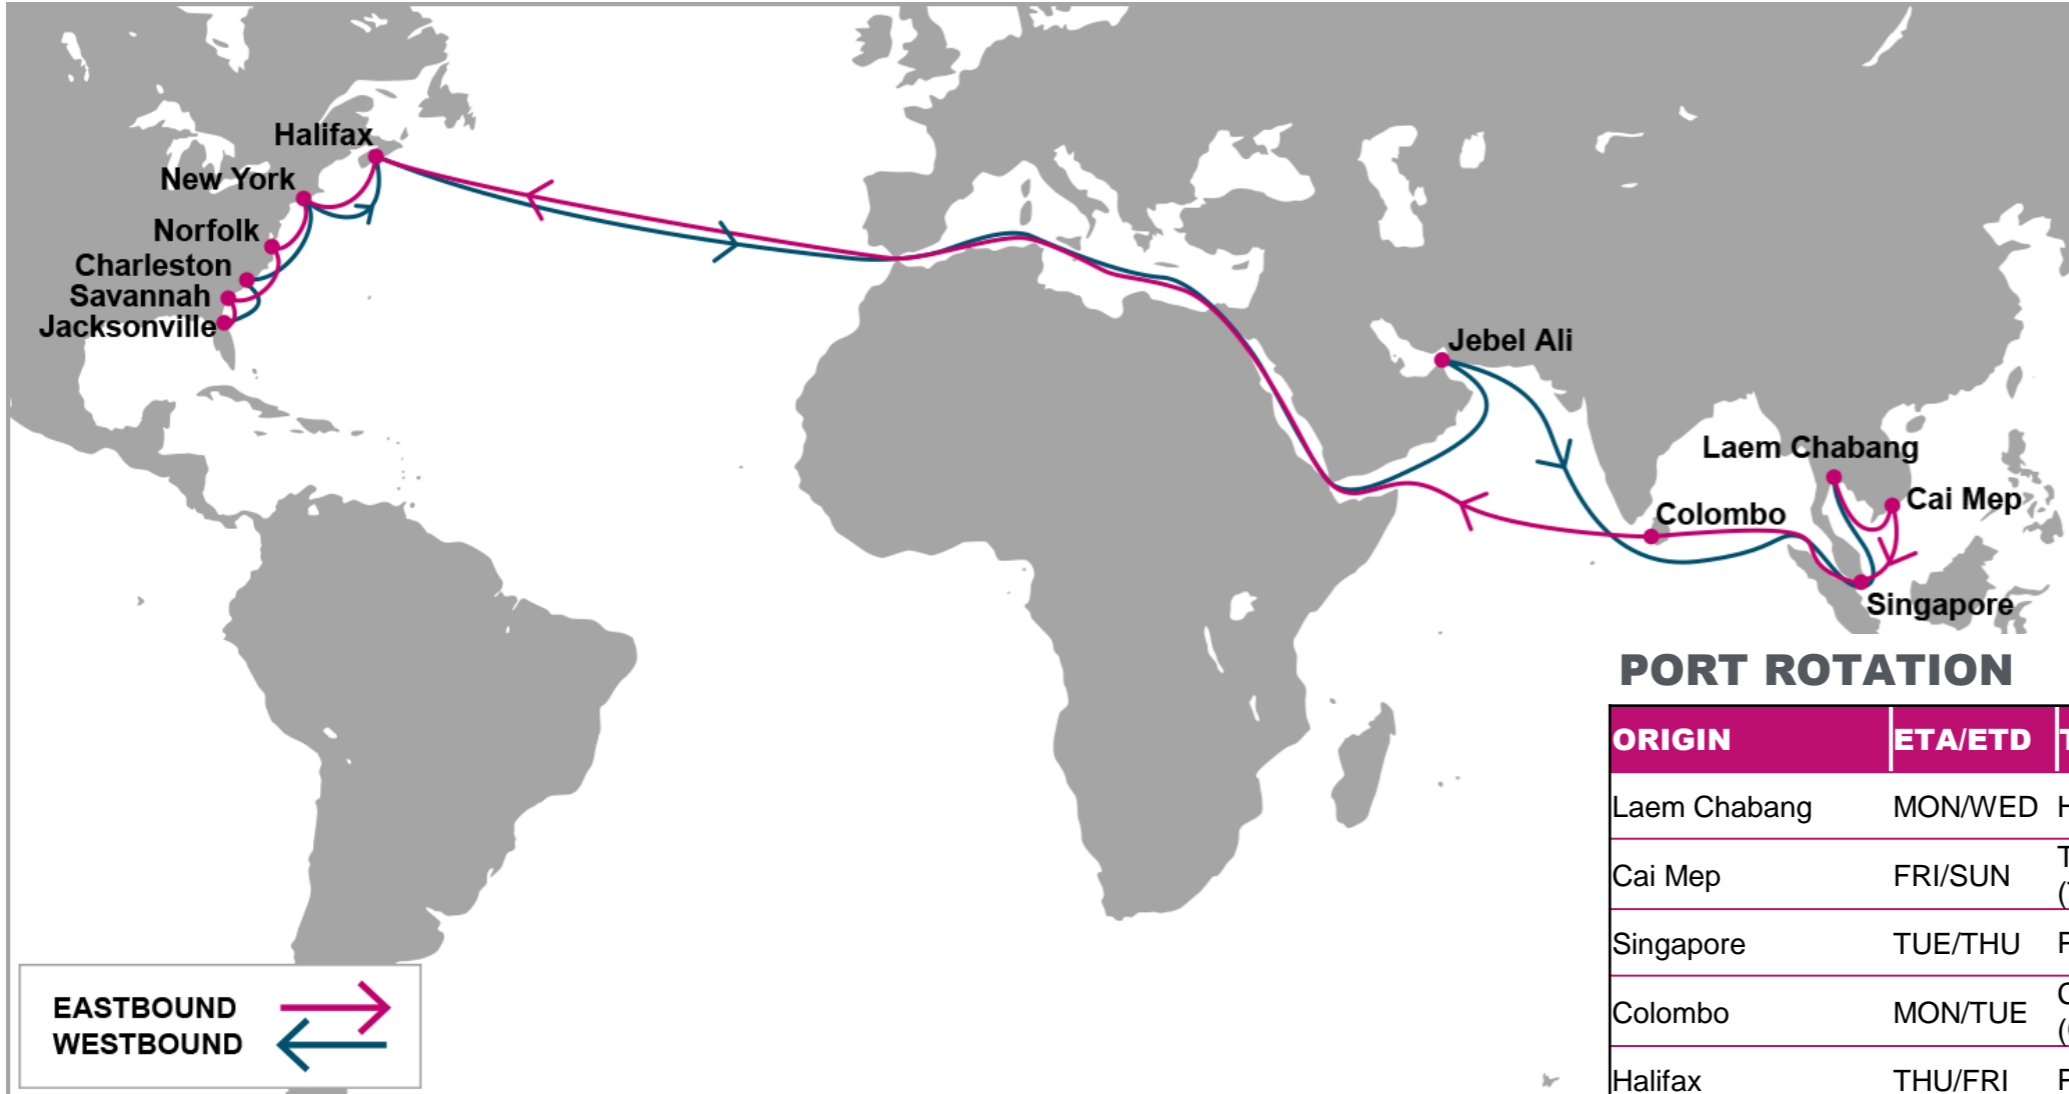 Halifax
New York
Norfolk
Charleston
Savannah
Jacksonville
Jebel Ali
Laem Chabang
Cai Mep
Colombo
Singapore
PORT ROTATION
ORIGIN ETA/ETD
Laem Chabang MON/WED
Cai Mep FRI/SUN
Singapore TUE/THU
Colombo MON/TUE
Halifax THU/FRI
EASTBOUND
WESTBOUND